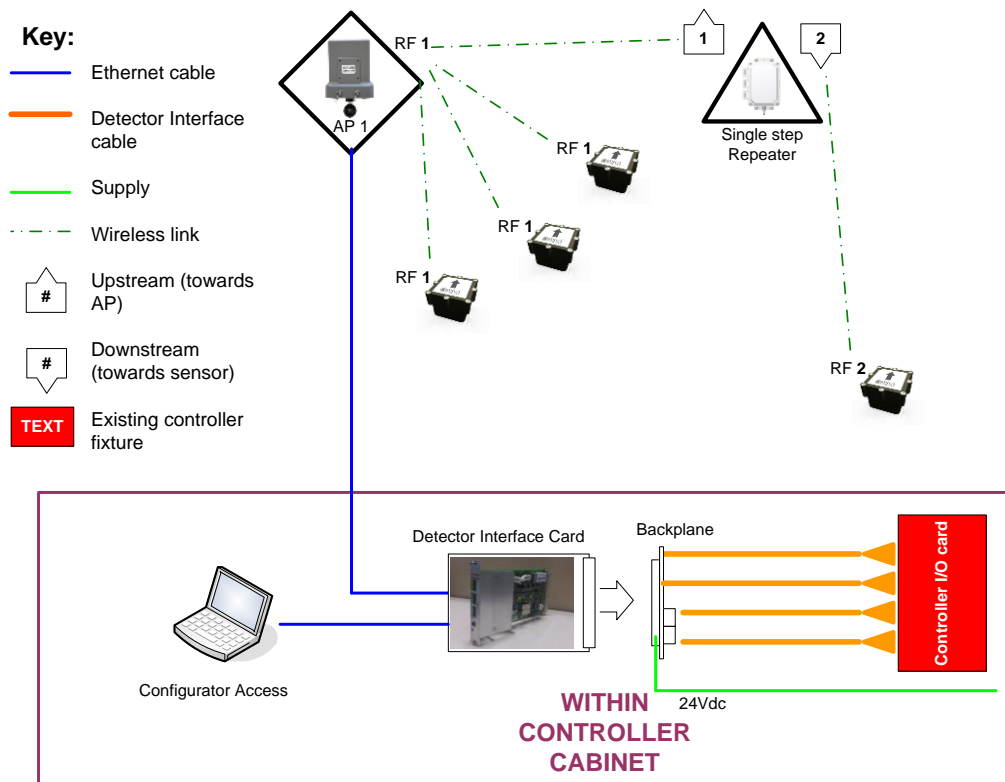 Key:
Ethernet cable
Detector Interface
cable
Supply
Wireless link
#
Upstream (towards
AP)
#
Downstream
(towards sensor)
TEXT
Existing controller
fixture
RF 1
AP 1
1
2
Single step
Repeater
RF 1
RF 1
RF 1
RF 2
Detector Interface Card
Backplane
Controller I/O card
Configurator Access
24Vdc
WITHIN
CONTROLLER
CABINET